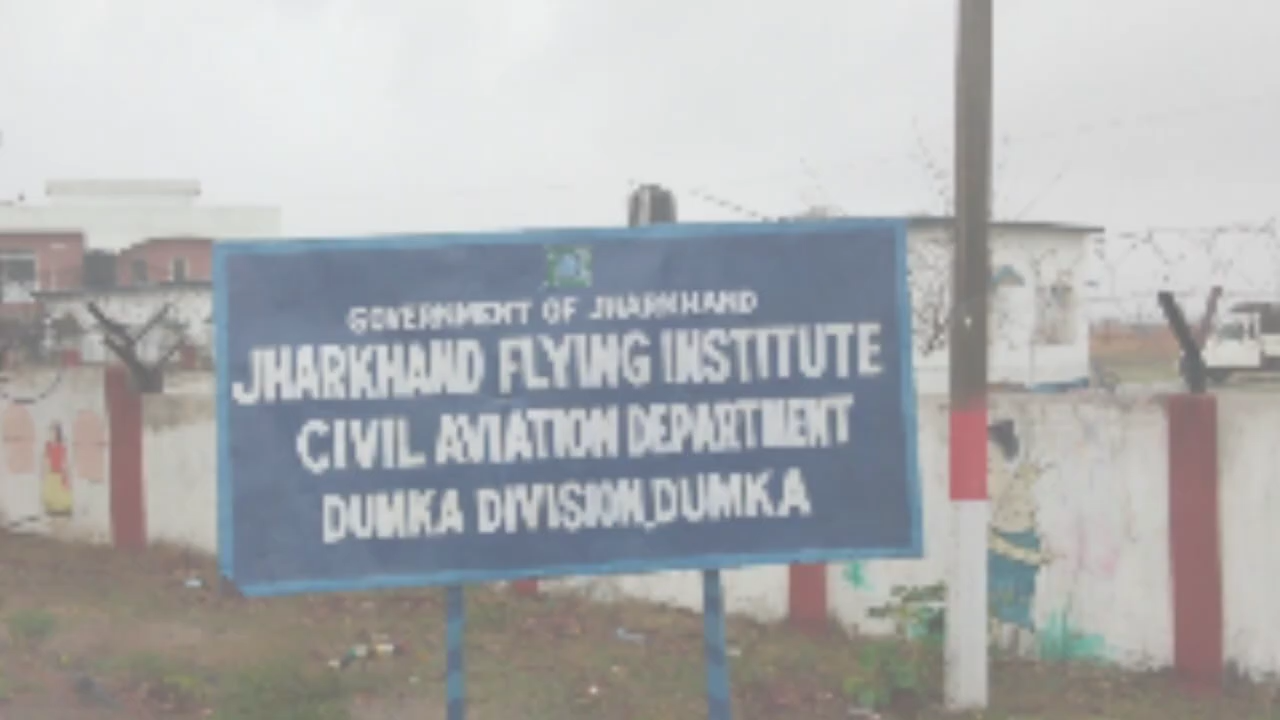 GOVERNMENT OF JHARKHAND
JHARKHAND FLYING INSTITUTE
CIVIL AVIATION DEPARTMENT
DUMKA DIVISION,DUMKA